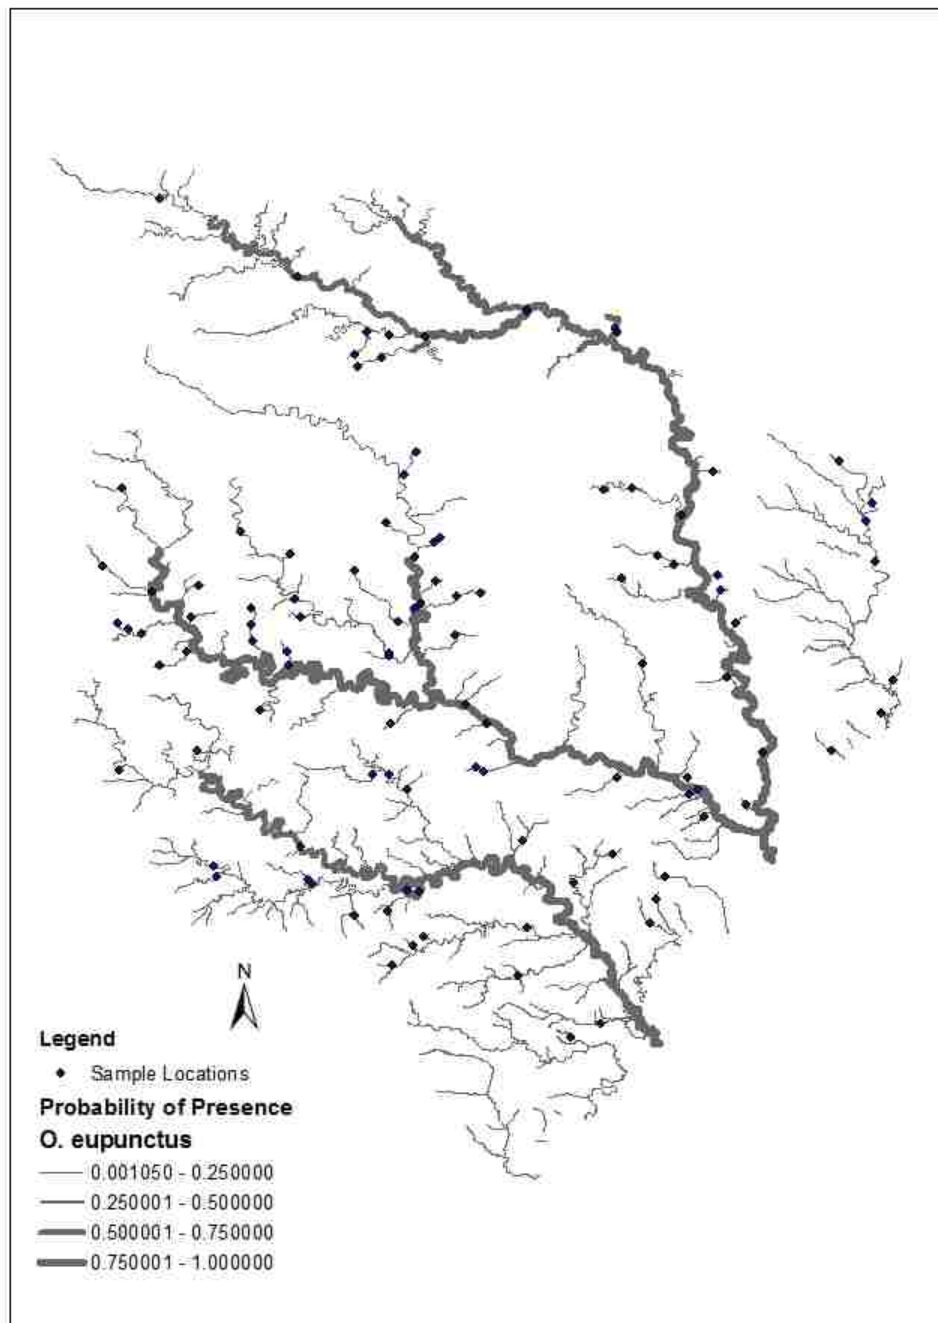 N
Legend
Sample Locations
Probability of Presence
O. eupunctus
0.001050 - 0.250000
0.250001 - 0.500000
0.500001 - 0.750000
0.750001 - 1.000000